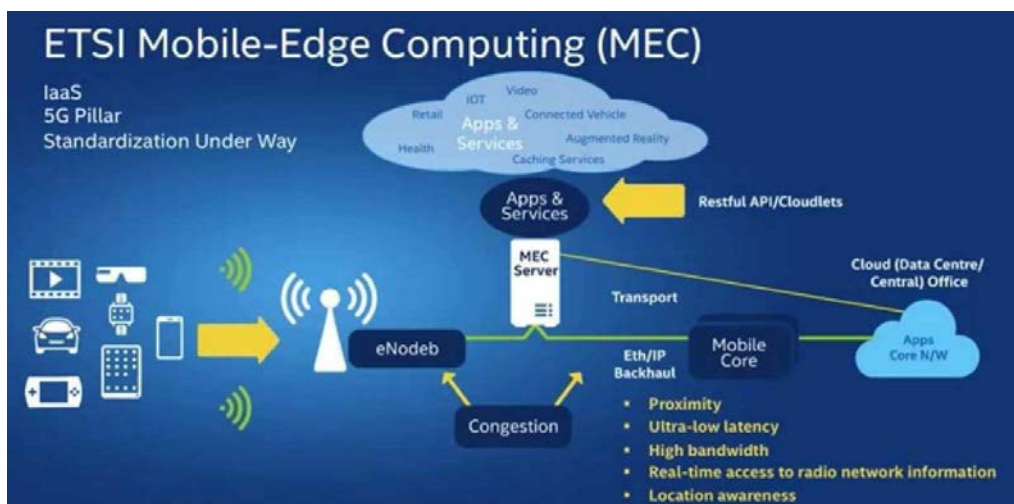 ETSI Mobile-Edge Computing (MEC)
IaaS
5G Pillar
Standardization Under Way
Video
IOT
Retail
Connected Vehicle
Apps &
Services
Augmented Reality
Health
Caching Services
Apps &
Services
Restful API/Cloudlets
MEC
Server
Cloud (Data Centre/
Central) Office
Transport
eNodeb
Mobile
Core
Apps
Core N/W
Eth/IP
Backhaul
Congestion
▪ Proximity
▪ Ultra-low latency
▪ High bandwidth
▪ Real-time access to radio network information
▪ Location awareness